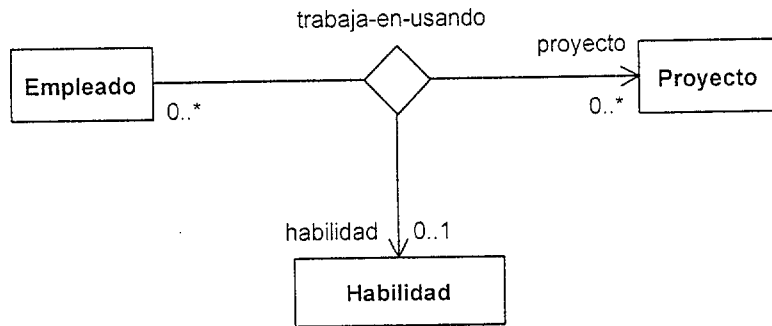 trabaja-en-usando
proyecto
Empleado
Proyecto
0..*
0..*
habilidad
0..1
Habilidad